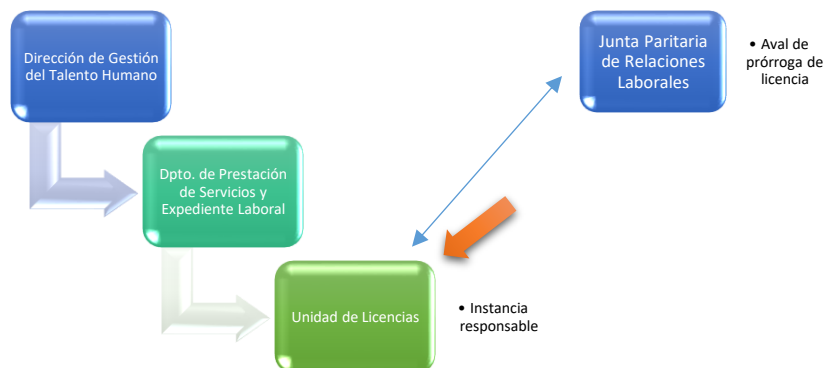 Dirección de Gestión
del Talento Humano
Junta Paritaria
de Relaciones
Laborales
• Aval de
prórroga de
licencia
Dpto. de Prestación
de Servicios y
Expediente Laboral
Unidad de Licencias
• Instancia
responsable